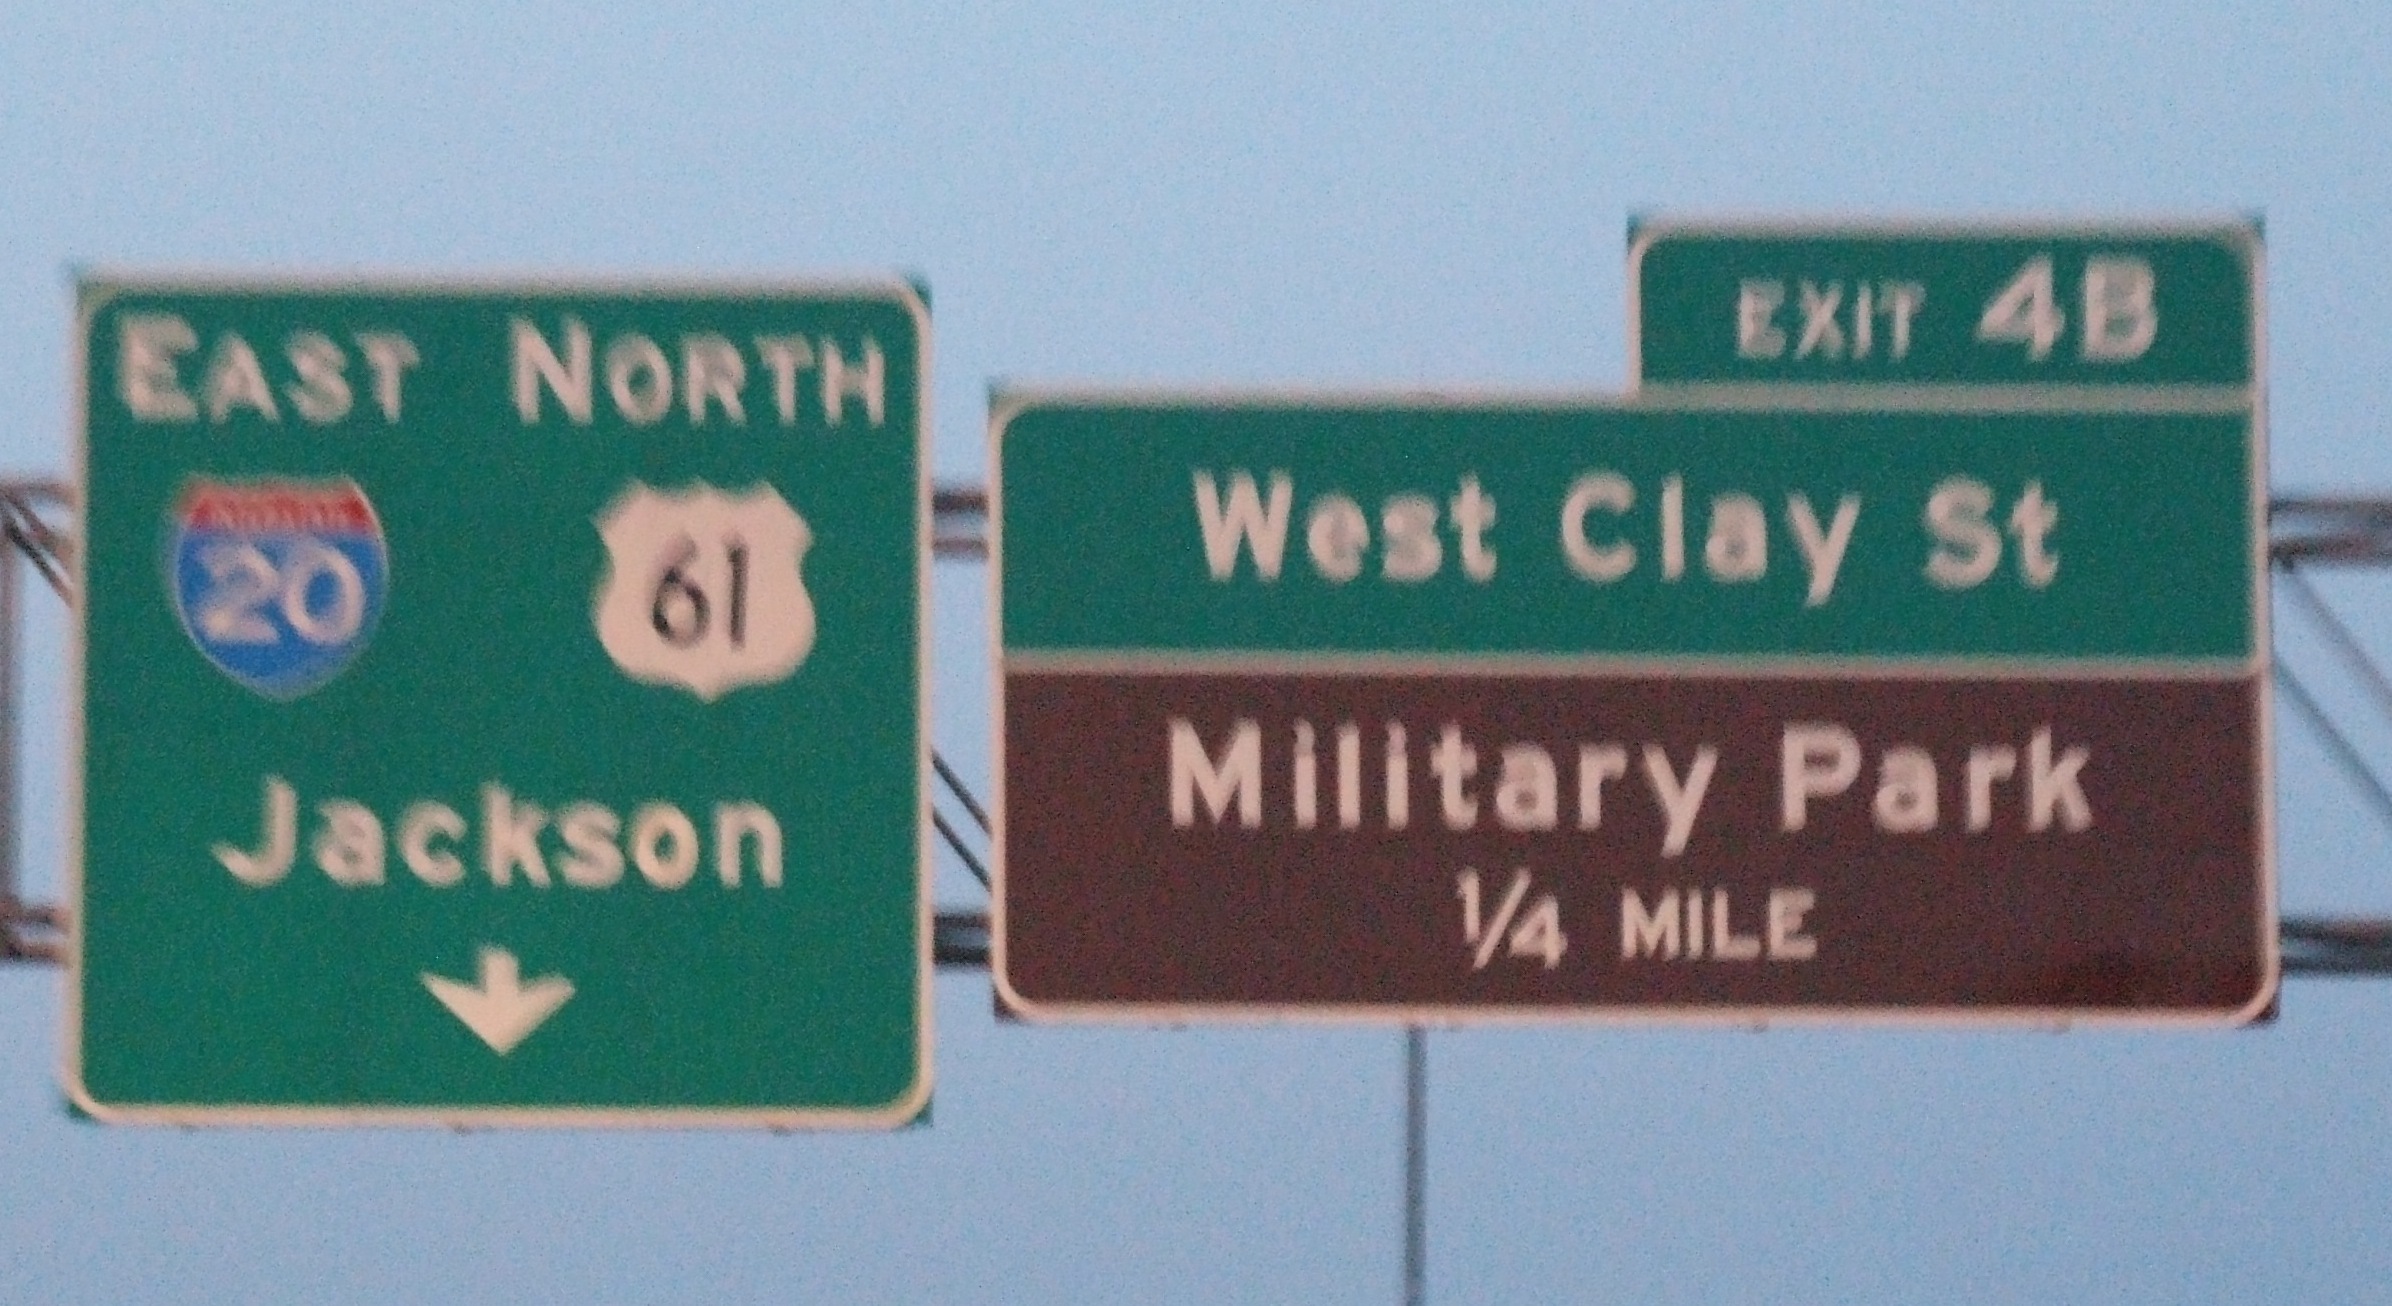 EAST NORTH
20
61
Jackson
EXIT 4B
West Clay St
Military Park
1/4 MILE